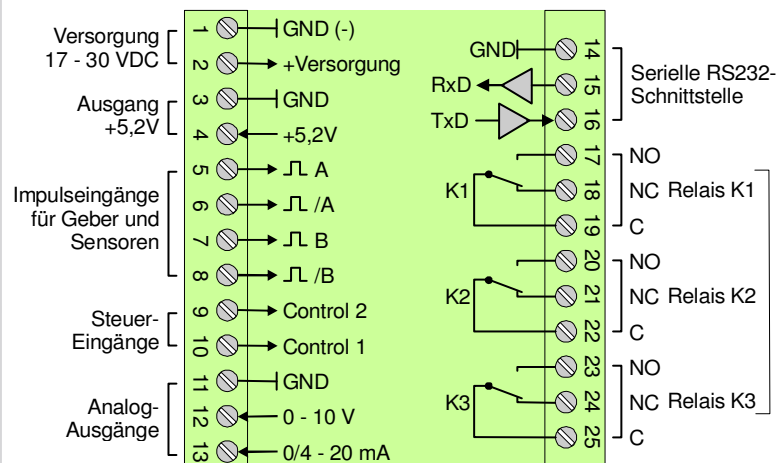 Versorgung
17 - 30 VDC
Ausgang
+5,2V
Impulseingänge
für Geber und
Sensoren
Steuer-
Eingänge
Analog-
Ausgänge
1 GND (-)
2 +Versorgung
3 GND
4 +5,2V
5 A
6 /A
7 B
8 /B
9 Control 2
10 Control 1
11 GND
12 0 - 10 V
13 0/4 - 20 mA
GND 14
RxD 15
TxD 16
Serielle RS232-
Schnittstelle
17 NO
K1 18 NC Relais K1
19 C
20 NO
K2 21 NC Relais K2
22 C
23 NO
K3 24 NC Relais K3
25 C